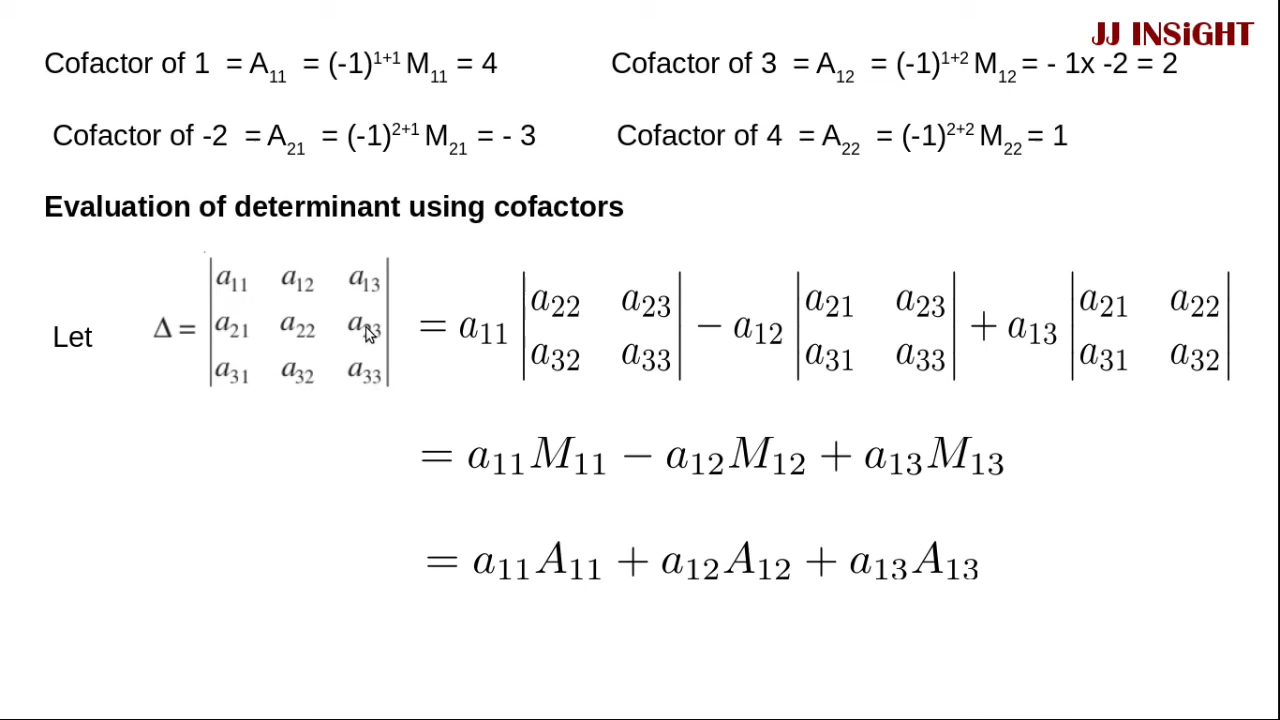 JJ INSiGHT
Cofactor of 1 = A₁₁ = (-1)¹⁺¹ M₁₁ = 4
Cofactor of 3 = A₁₂ = (-1)¹⁺² M₁₂ = - 1x -2 = 2
Cofactor of -2 = A₂₁ = (-1)²⁺¹ M₂₁ = - 3
Cofactor of 4 = A₂₂ = (-1)²⁺² M₂₂ = 1
Evaluation of determinant using cofactors
Let Δ = |a₁₁ a₁₂ a₁₃; a₂₁ a₂₂ a₂₃; a₃₁ a₃₂ a₃₃| = a₁₁ |a₂₂ a₂₃; a₃₂ a₃₃| − a₁₂ |a₂₁ a₂₃; a₃₁ a₃₃| + a₁₃ |a₂₁ a₂₂; a₃₁ a₃₂|
= a₁₁M₁₁ − a₁₂M₁₂ + a₁₃M₁₃
= a₁₁A₁₁ + a₁₂A₁₂ + a₁₃A₁₃